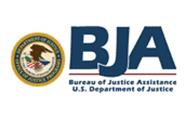 BJA
Bureau of Justice Assistance
U.S. Department of Justice